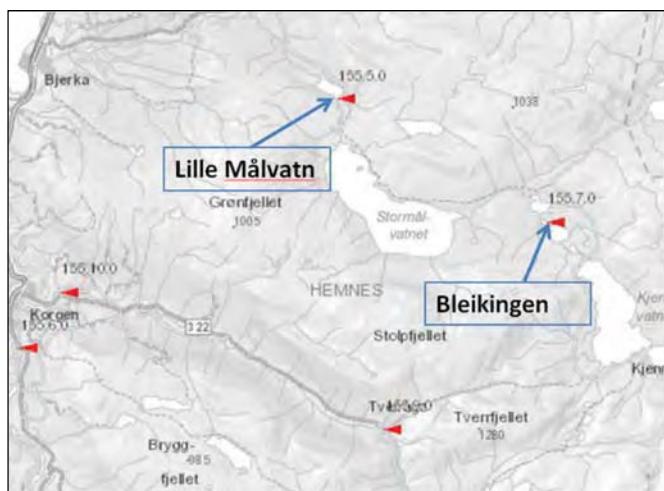 Bjerka
155.5.0
1038
Lille Målvatn
Grønfjellet
1005
Stormål-
vatnet
155.7.0
155.10.0
Korgen
HEMNES
Bleikingen
155.6.0
322
Stolpfjellet
Kjenn
Tverrfjellet
1280
Brygg-
fjellet